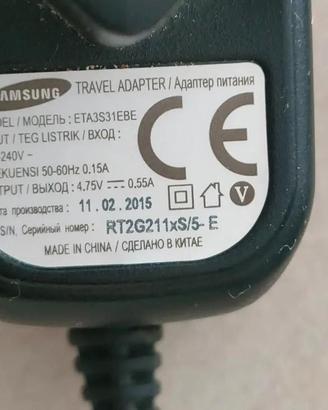 SAMSUNG TRAVEL ADAPTER / Адаптер питания
DEL / МОДЕЛЬ : ETA3S31EBE
UT / TEG LISTRIK / ВХОД :
-240V ~
EKUENSI 50-60Hz 0.15A
TPUT / ВЫХОД : 4.75V ⎓ 0.55A
та производства : 11.02.2015
S/N, Серийный номер : RT2G211xS/5-E
MADE IN CHINA / СДЕЛАНО В КИТАЕ
CE
V